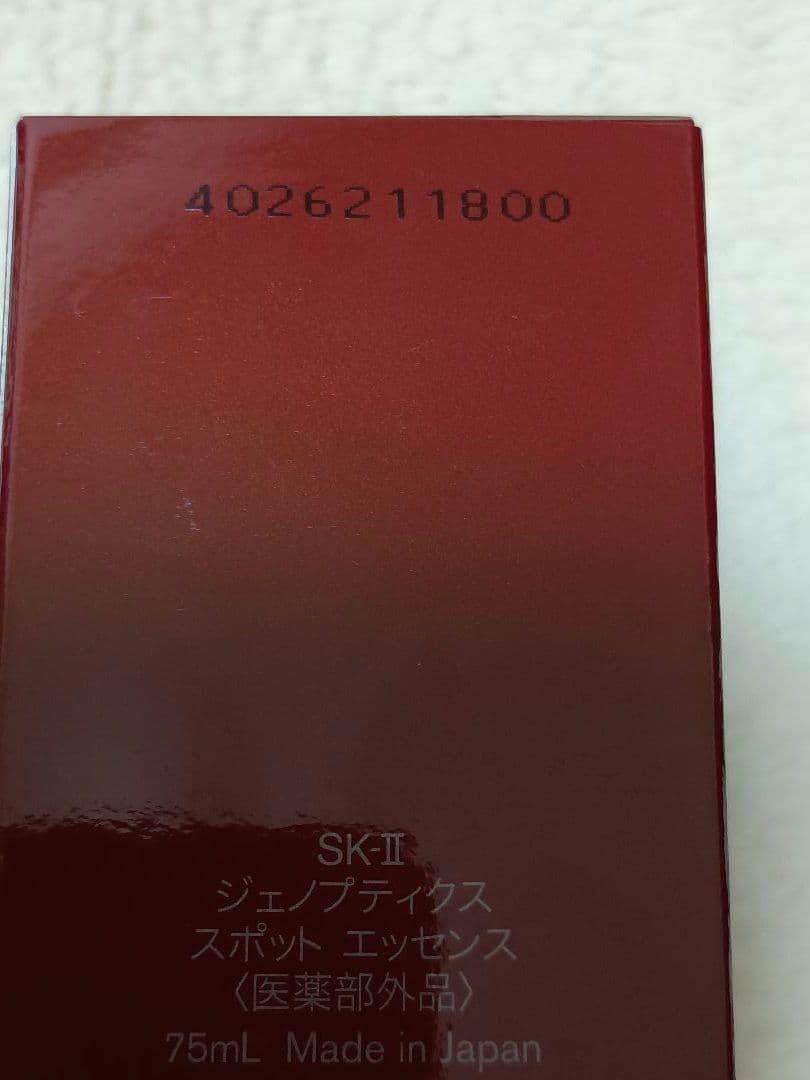 4026211800
SK-Ⅱ
ジェノプティクス
スポット エッセンス
〈医薬部外品〉
75mL Made in Japan